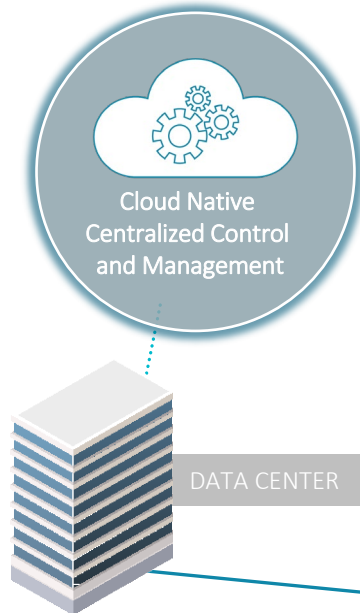 Cloud Native
Centralized Control
and Management
DATA CENTER